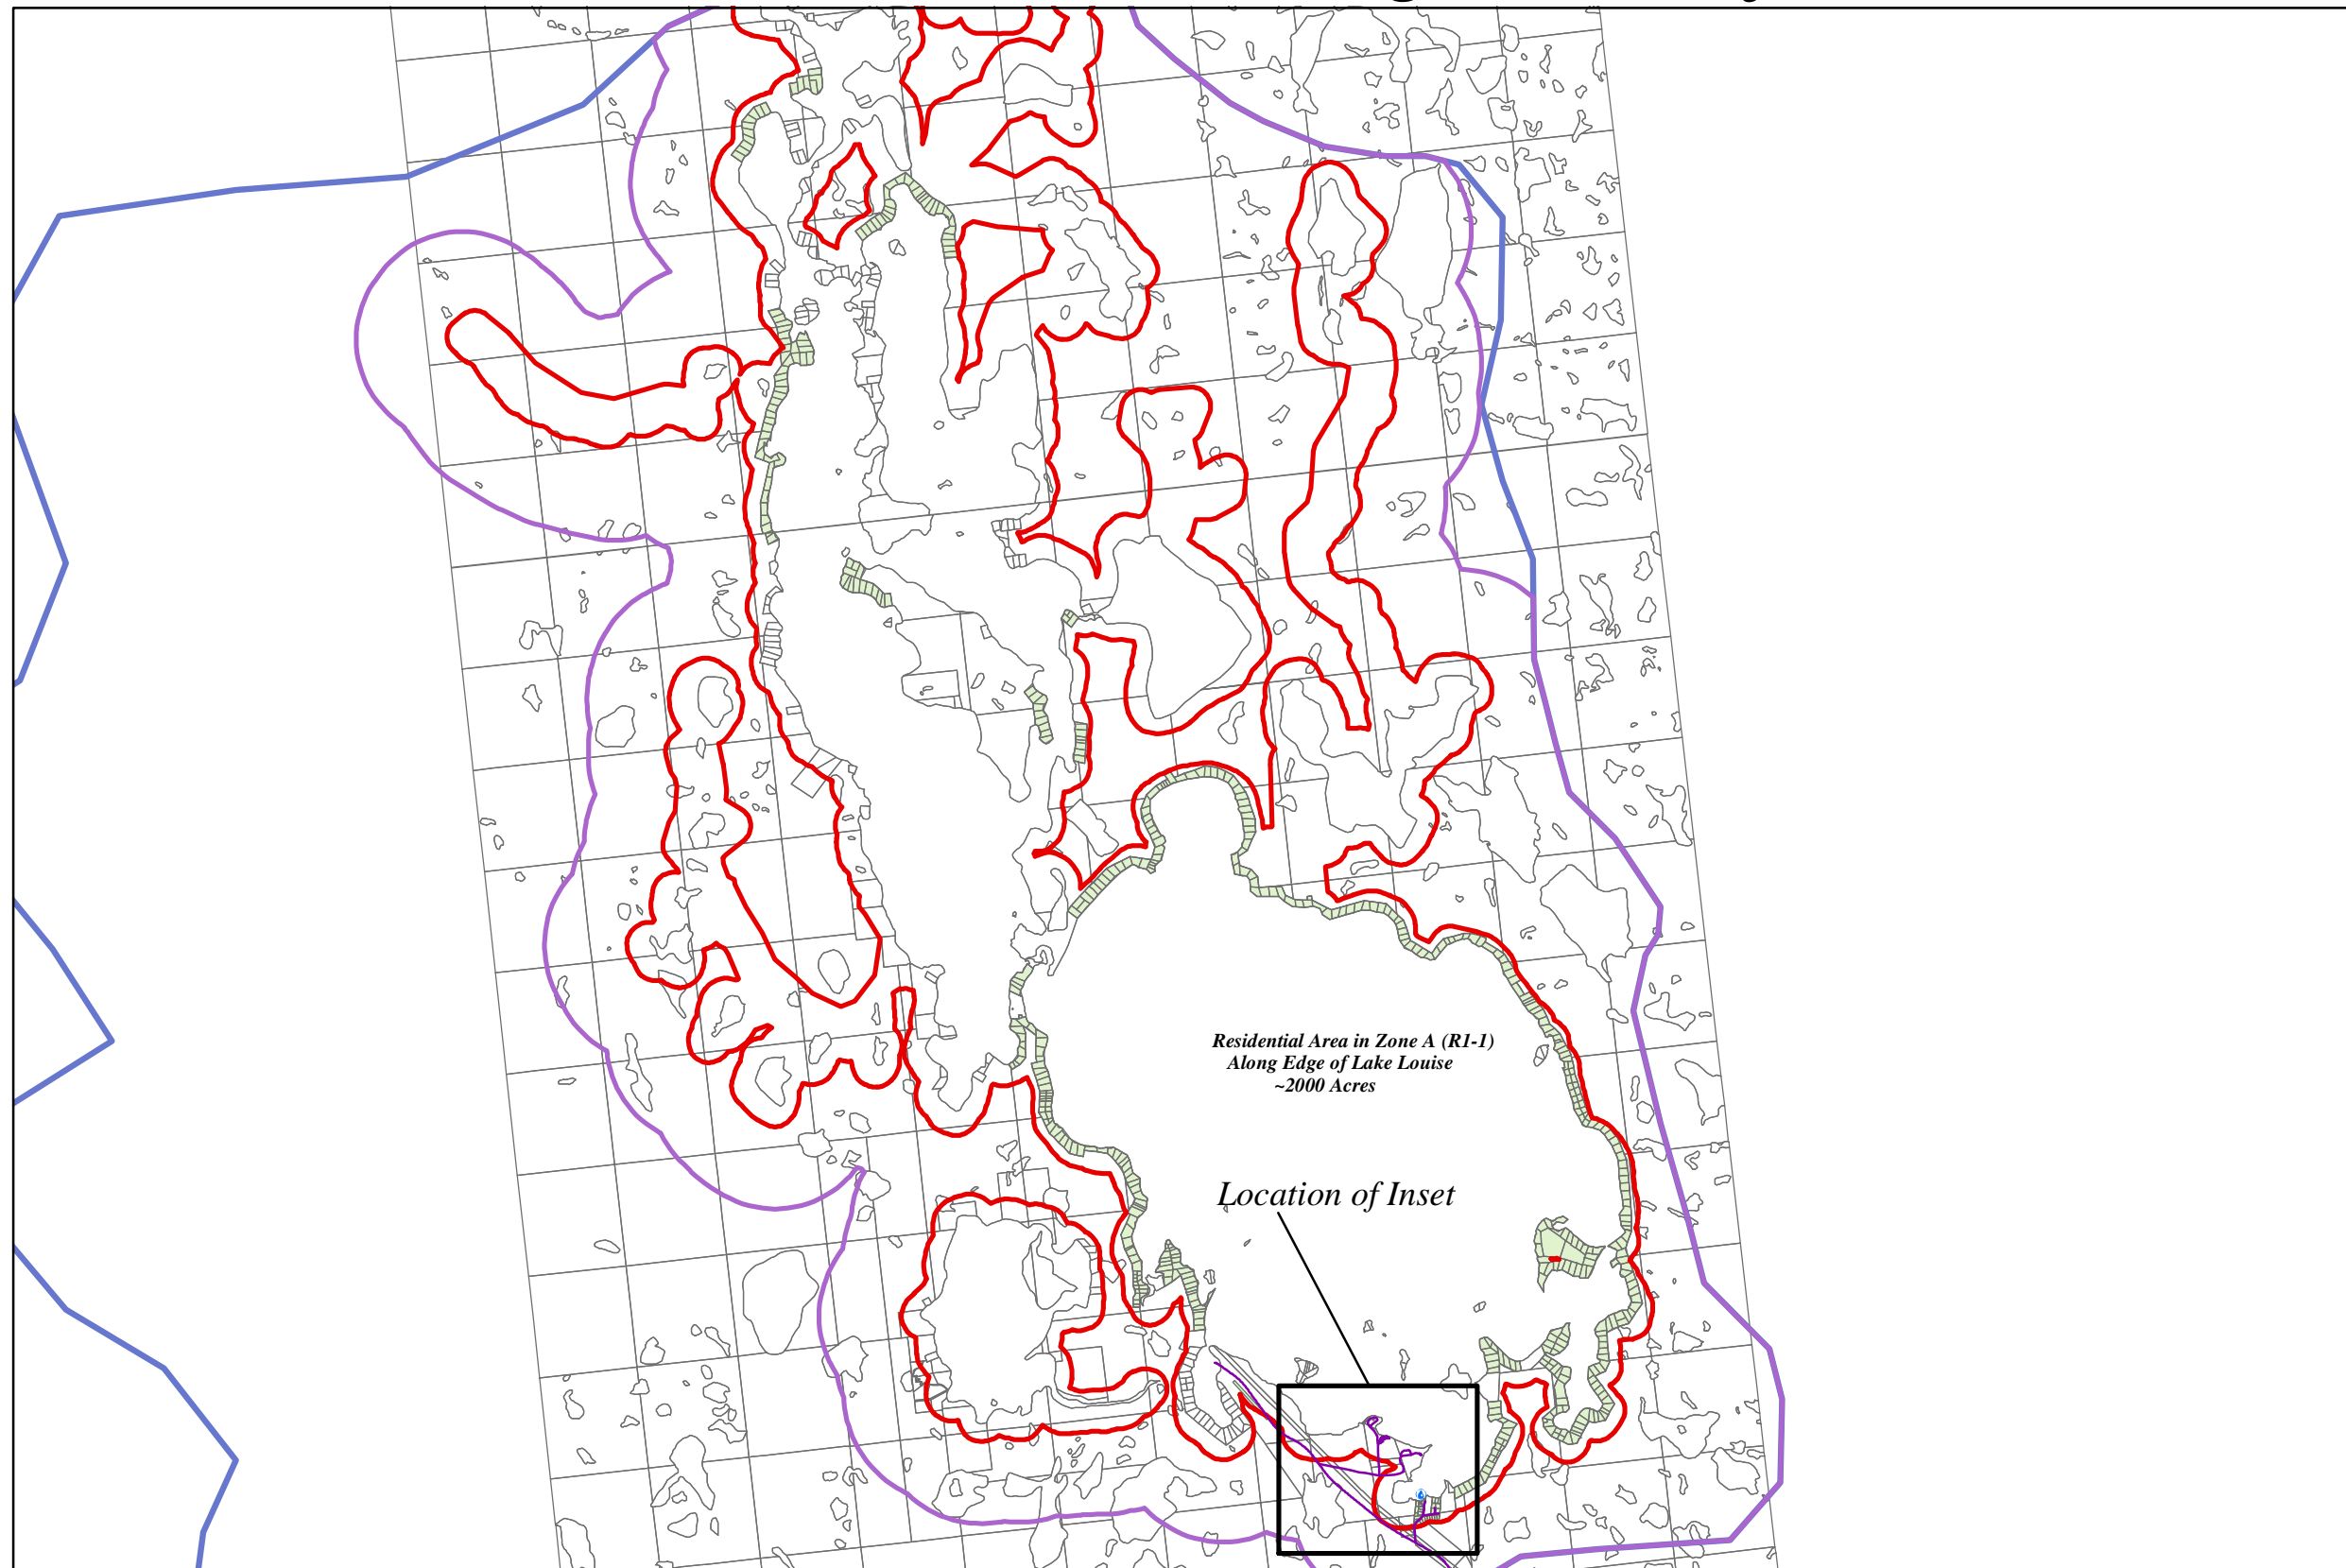 Residential Area in Zone A (R1-1)
Along Edge of Lake Louise
~2000 Acres
Location of Inset